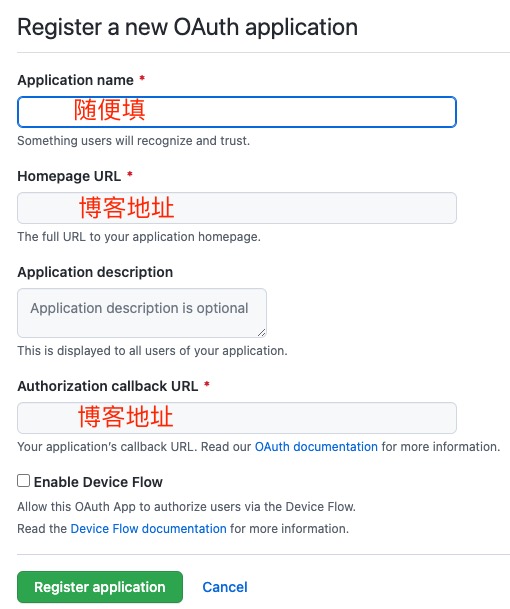 Register a new OAuth application
Application name *
随便填
Something users will recognize and trust.
Homepage URL *
博客地址
The full URL to your application homepage.
Application description
Application description is optional
This is displayed to all users of your application.
Authorization callback URL *
博客地址
Your application’s callback URL. Read our OAuth documentation for more information.
Enable Device Flow
Allow this OAuth App to authorize users via the Device Flow.
Read the Device Flow documentation for more information.
Register application Cancel